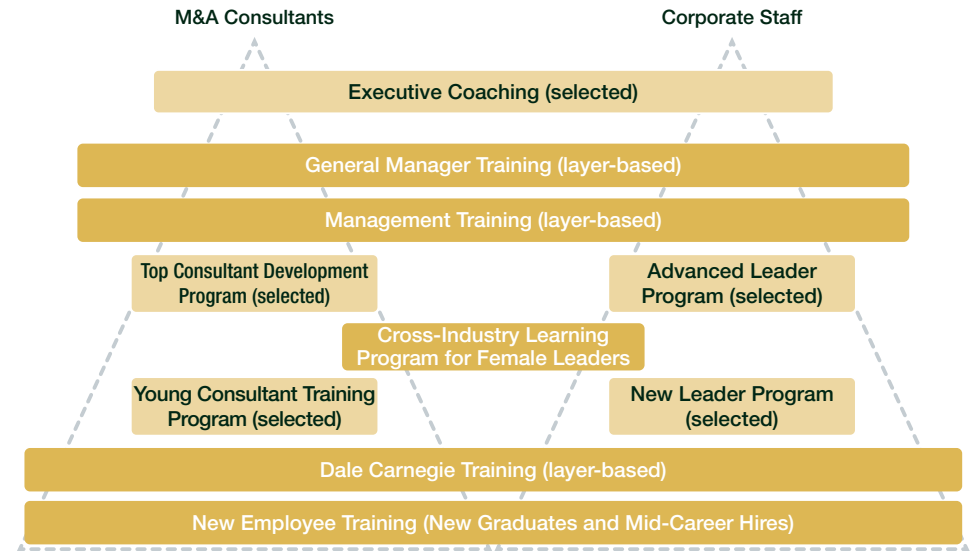 M&A Consultants
Corporate Staff
Executive Coaching (selected)
General Manager Training (layer-based)
Management Training (layer-based)
Top Consultant Development
Program (selected)
Advanced Leader
Program (selected)
Cross-Industry Learning
Program for Female Leaders
Young Consultant Training
Program (selected)
New Leader Program
(selected)
Dale Carnegie Training (layer-based)
New Employee Training (New Graduates and Mid-Career Hires)